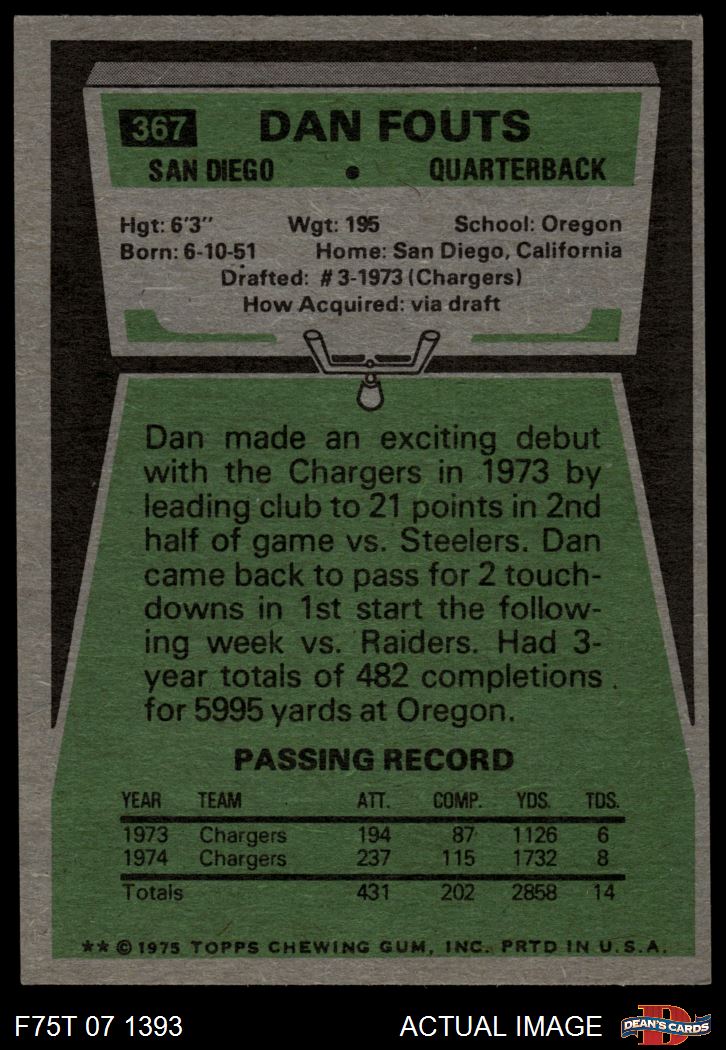 367 DAN FOUTS
SAN DIEGO • QUARTERBACK
Hgt: 6'3" Wgt: 195 School: Oregon
Born: 6-10-51 Home: San Diego, California
Drafted: #3-1973 (Chargers)
How Acquired: via draft
Dan made an exciting debut
with the Chargers in 1973 by
leading club to 21 points in 2nd
half of game vs. Steelers. Dan
came back to pass for 2 touch-
downs in 1st start the follow-
ing week vs. Raiders. Had 3-
year totals of 482 completions
for 5995 yards at Oregon.
PASSING RECORD
YEAR TEAM ATT. COMP. YDS. TDS.
1973 Chargers 194 87 1126 6
1974 Chargers 237 115 1732 8
Totals 431 202 2858 14
** © 1975 TOPPS CHEWING GUM, INC. PRTD IN U.S.A.
F75T 07 1393 ACTUAL IMAGE D DEAN'S CARDS